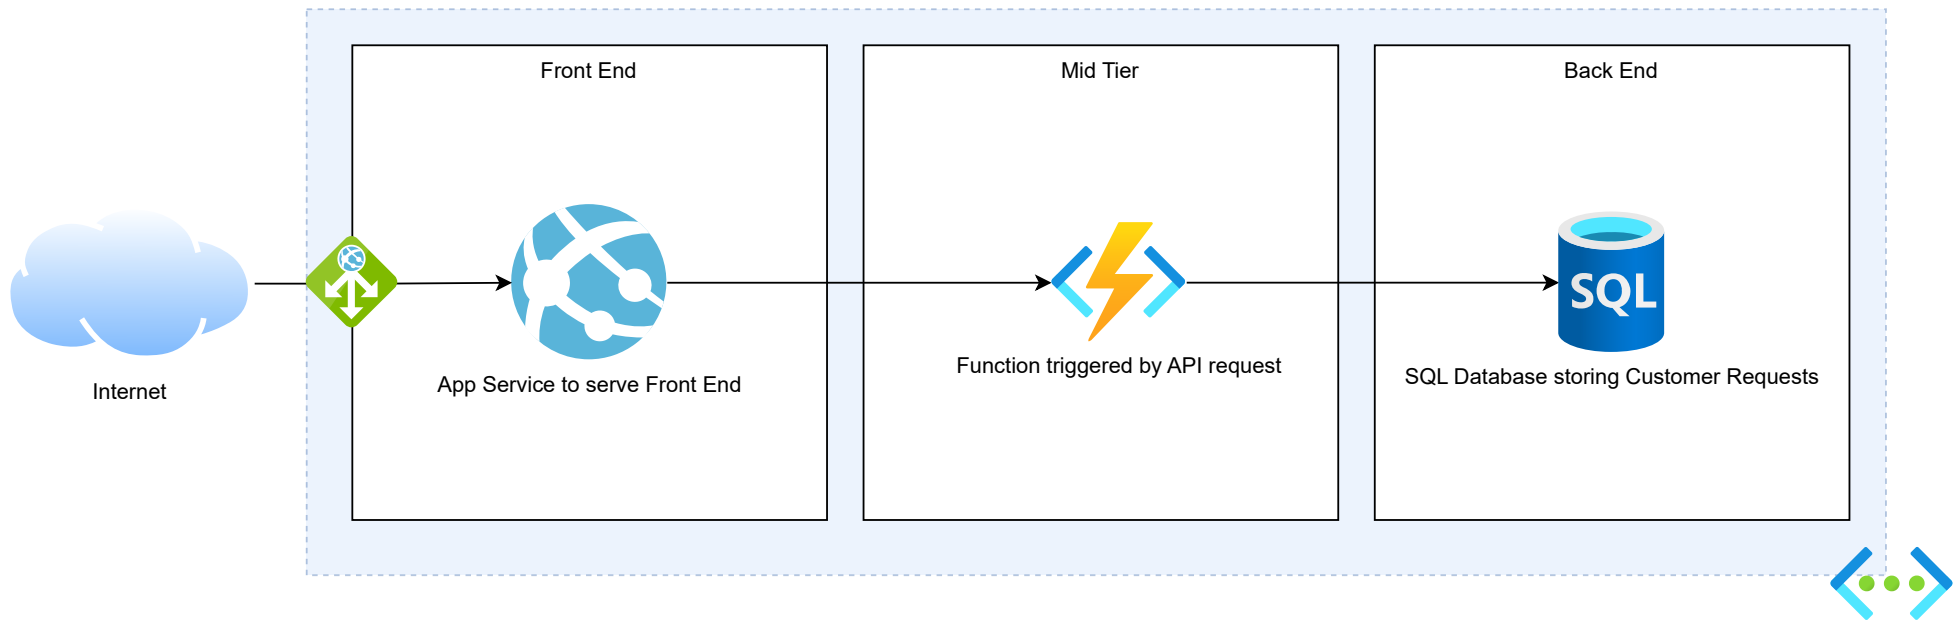 Front End
Mid Tier
Back End
SQL
Internet
App Service to serve Front End
Function triggered by API request
SQL Database storing Customer Requests